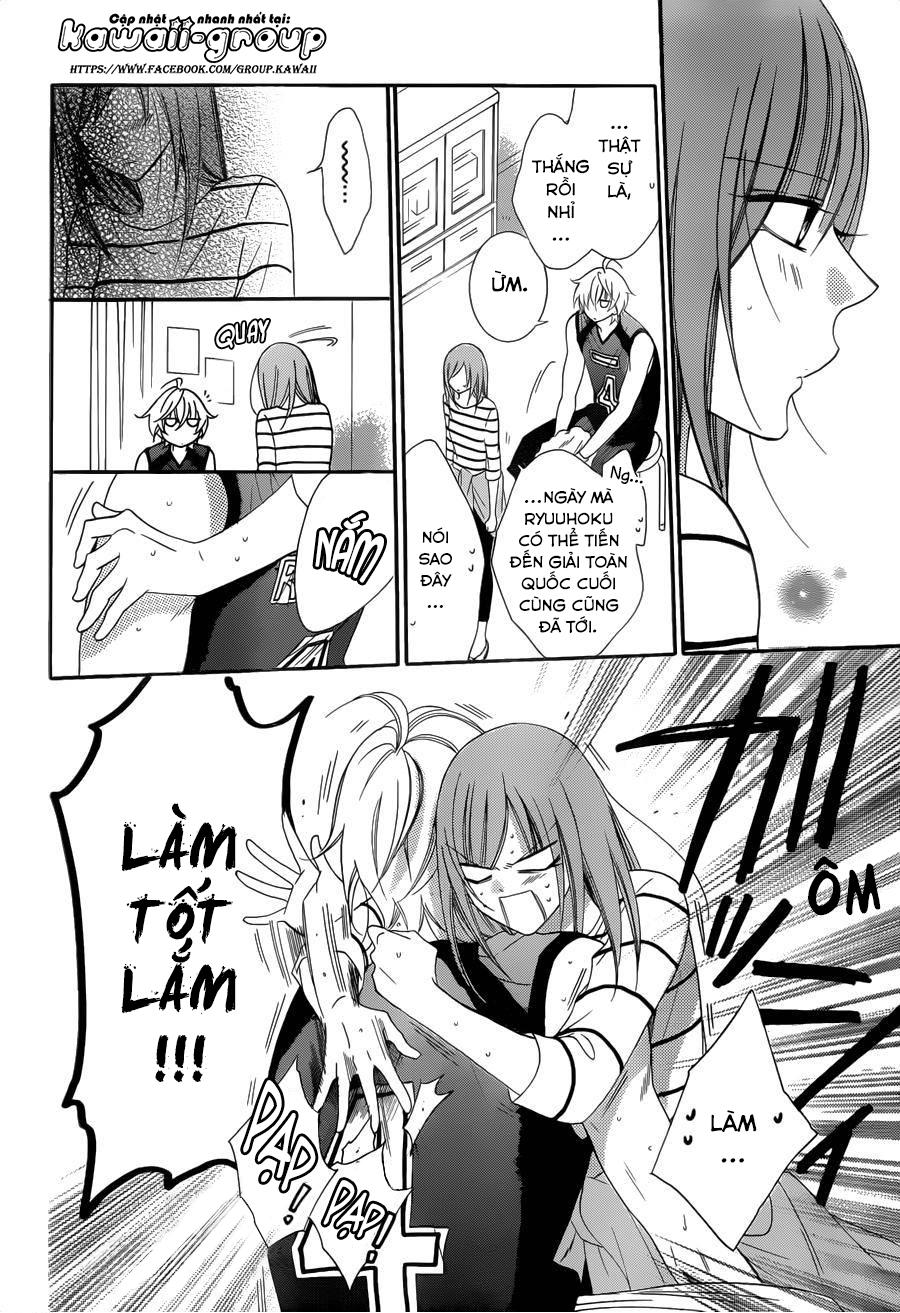 Cập nhật nhanh nhất tại:
kawaii-group
HTTPS://WWW.FACEBOOK.COM/GROUP.KAWAII
...
THẬT
SỰ
LÀ,
THẮNG
RỒI
NHỈ
...
ỪM.
Ng...
...NGÀY MÀ
RYUUHOKU
CÓ THỂ TIẾN
ĐẾN GIẢI TOÀN
QUỐC CUỐI
CÙNG CŨNG
ĐÃ TỚI.
NÓI
SAO
ĐÂY
...
QUAY
NẮM
ÔM
LÀM
...
LÀM
TỐT
LẮM
!!!
ĐẠP!
ĐẠP!